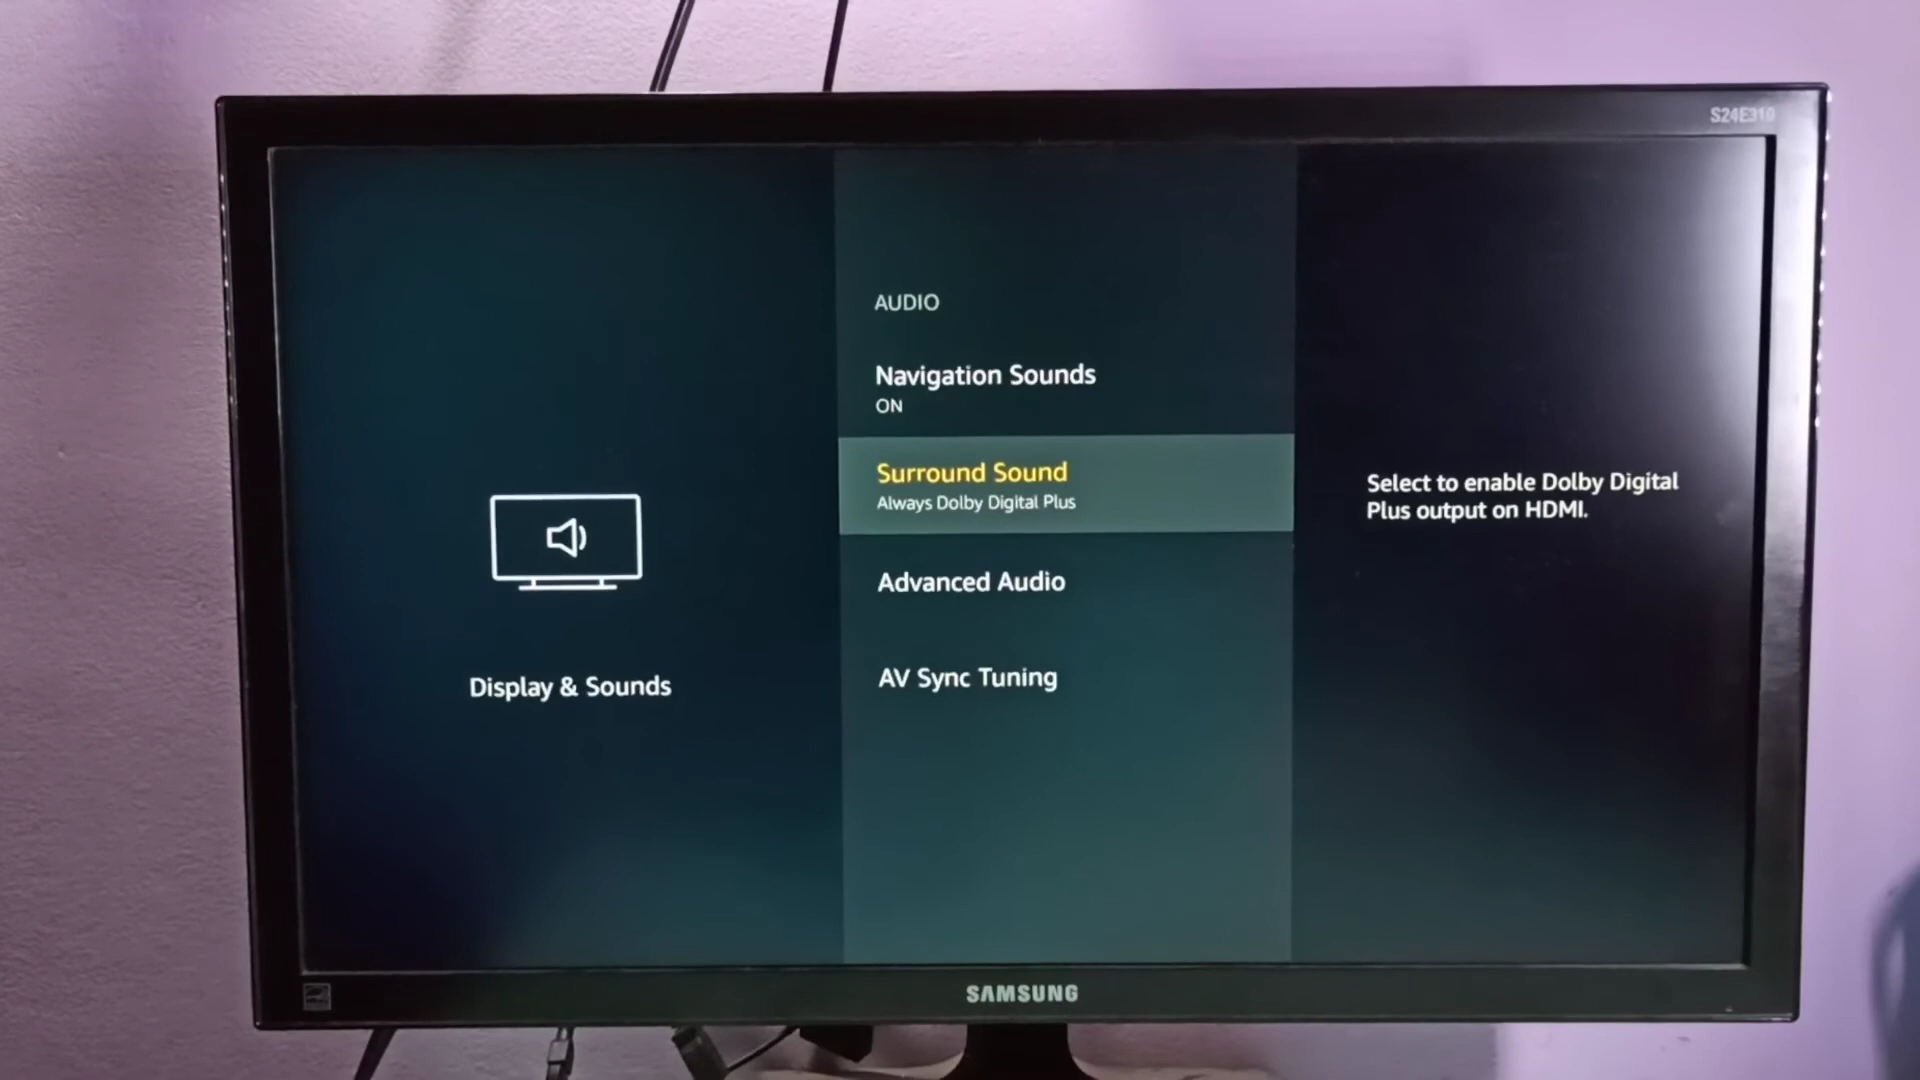 S24E310
AUDIO
Navigation Sounds
ON
Surround Sound
Always Dolby Digital Plus
Advanced Audio
AV Sync Tuning
Display & Sounds
Select to enable Dolby Digital
Plus output on HDMI.
SAMSUNG